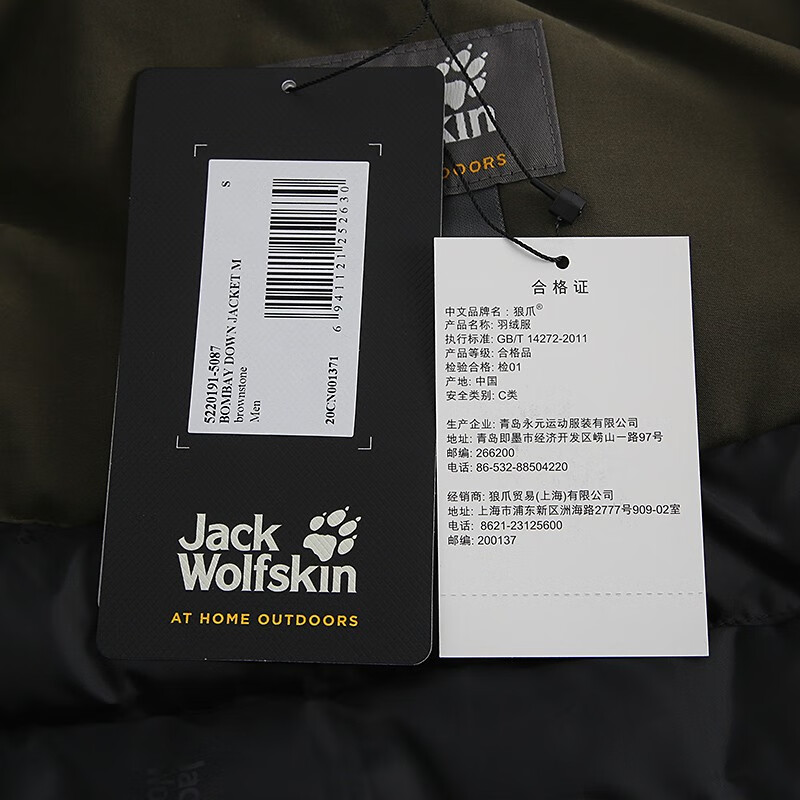 S
6 941121 252630
5220191-5087
BOMBAY DOWN JACKET M
brownstone
Men
20CN001371
Jack
Wolfskin
AT HOME OUTDOORS
kin
DOORS
合格证
中文品牌名：狼爪®
产品名称: 羽绒服
执行标准: GB/T 14272-2011
产品等级: 合格品
检验合格: 检01
产地: 中国
安全类别: C类
生产企业: 青岛永元运动服装有限公司
地址: 青岛即墨市经济开发区崂山一路97号
邮编: 266200
电话: 86-532-88504220
经销商: 狼爪贸易(上海)有限公司
地址: 上海市浦东新区洲海路2777号909-02室
电话: 8621-23125600
邮编: 200137